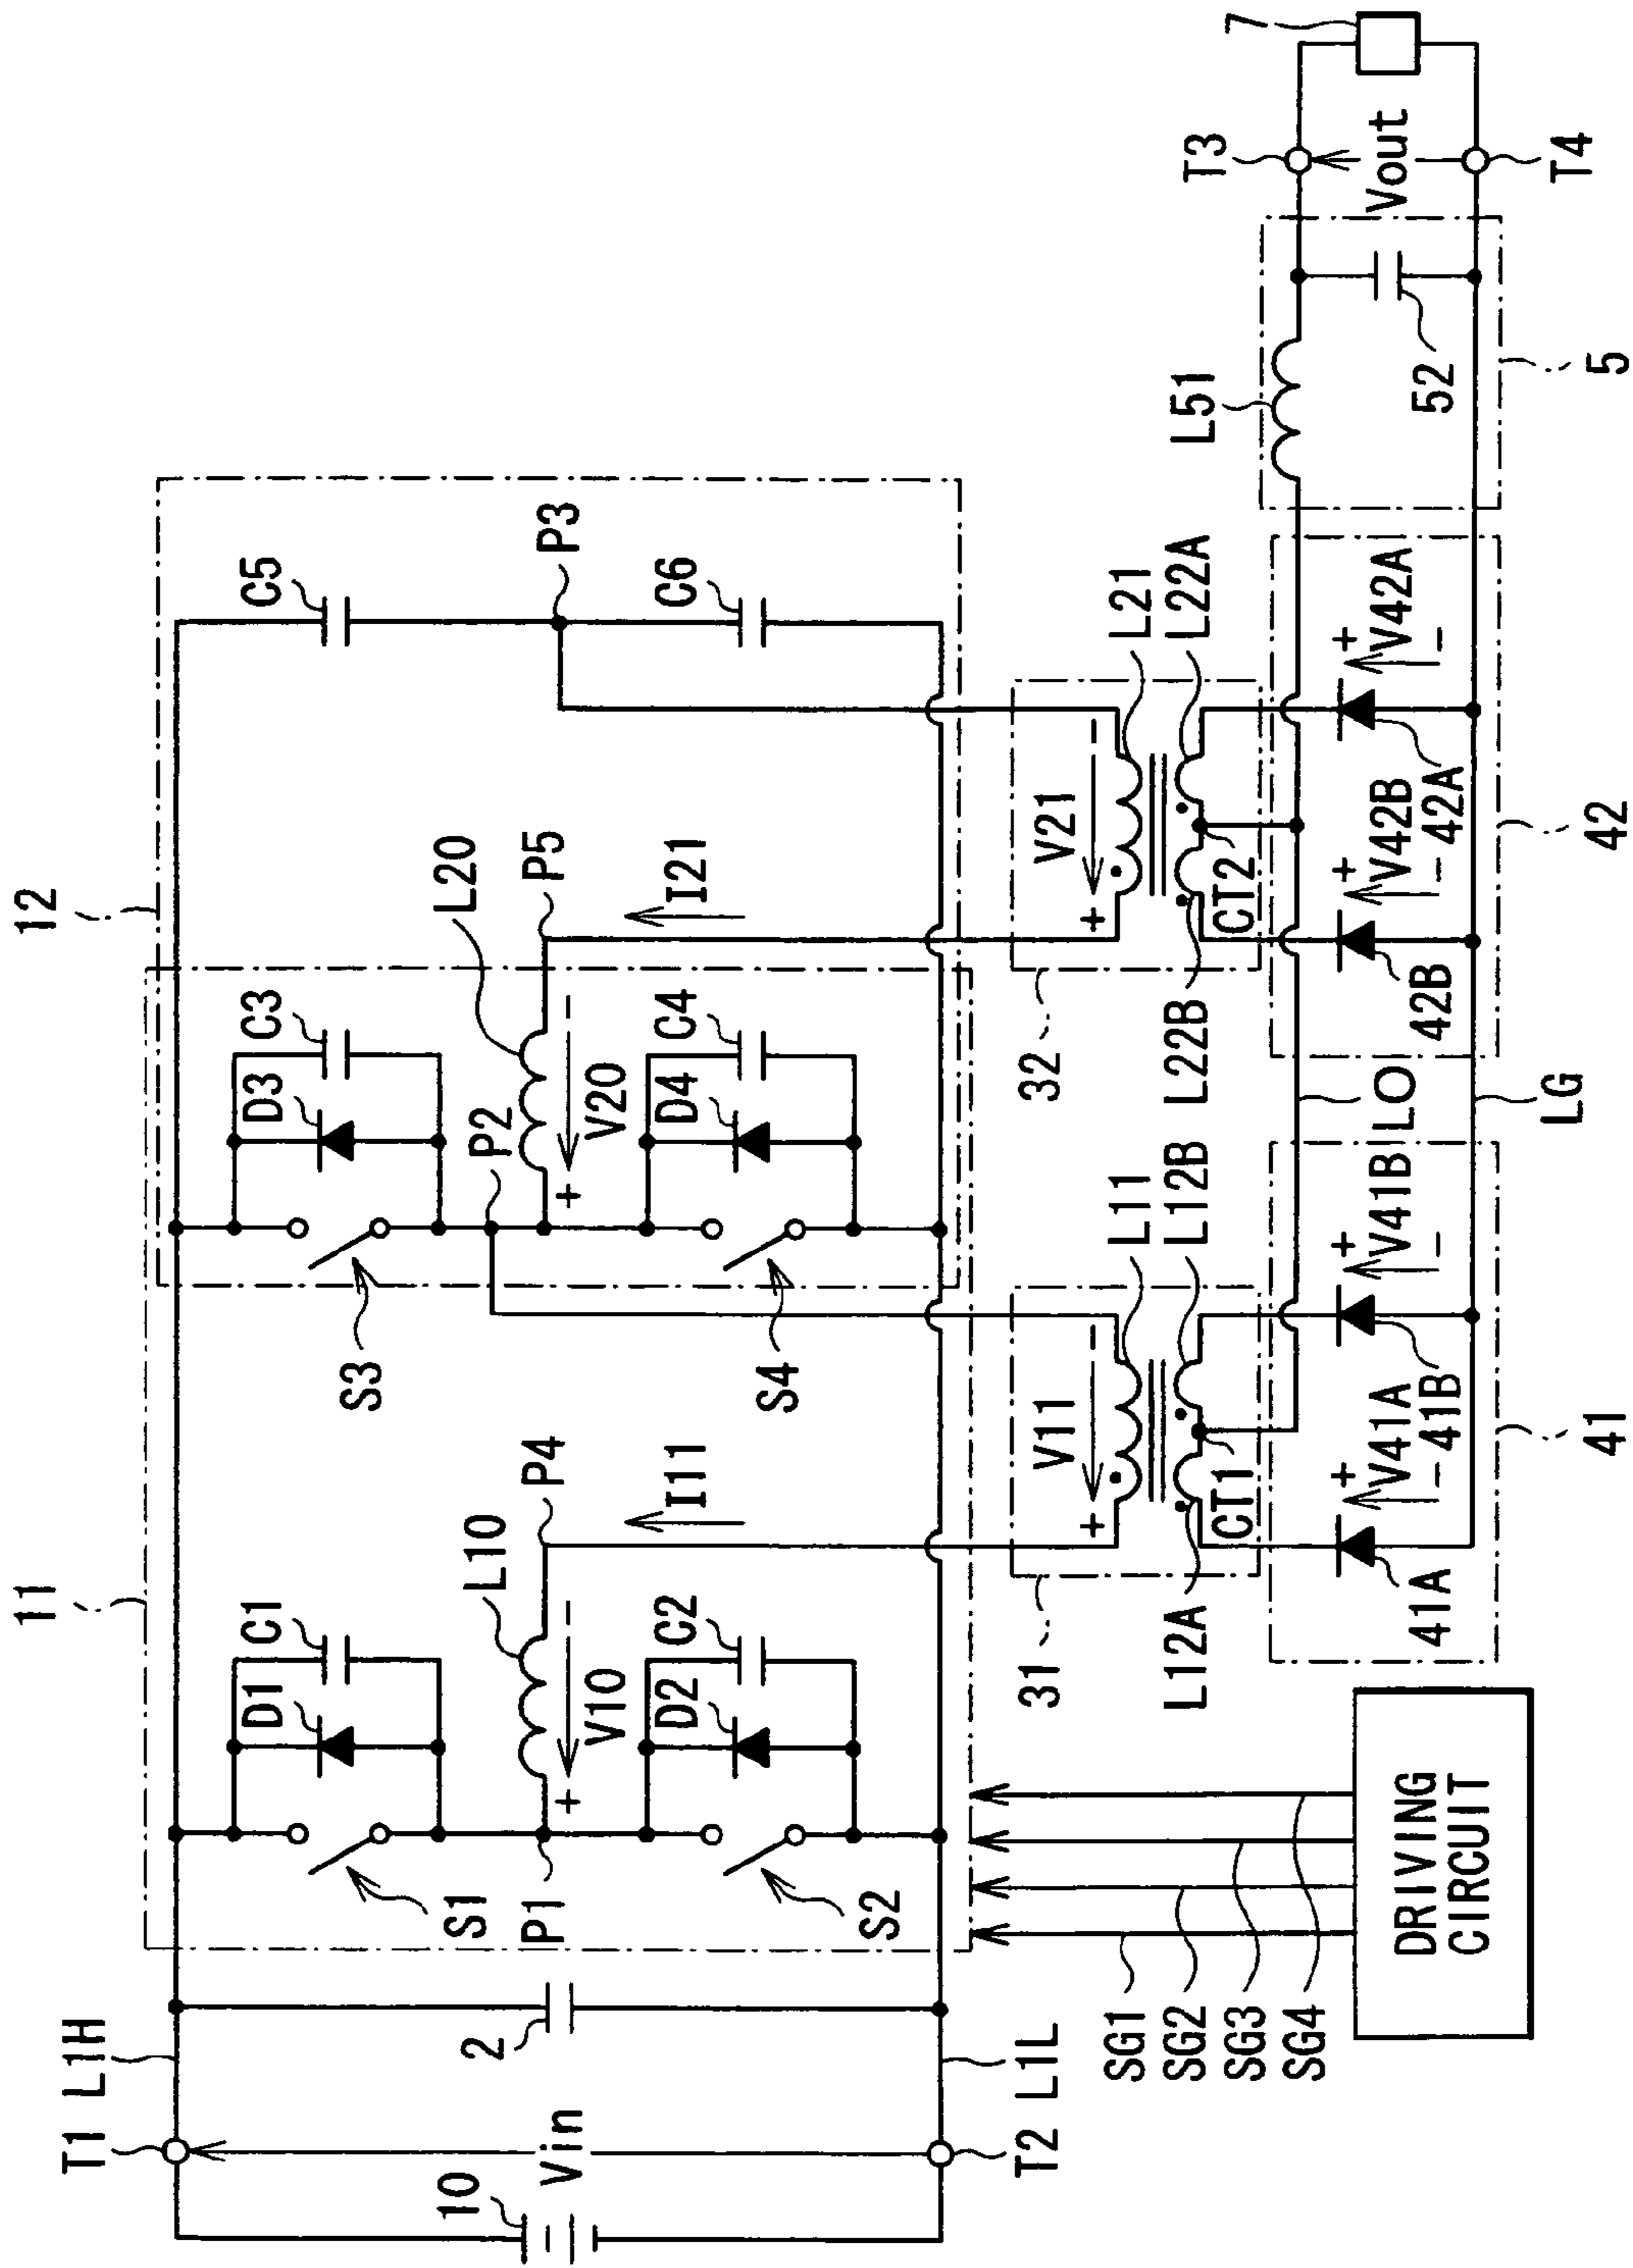 11
12
T1
L1H
D1
C1
D3
C3
C5
S1
S3
10
Vin
2
P1
L10
P4
P2
L20
P5
P3
+
V10
−
I11
+
V20
−
I21
D2
C2
D4
C4
C6
S2
S4
T2
L1L
31
+
V11
−
L11
32
+
V21
−
L21
SG1
SG2
SG3
SG4
L12A
CT1
L12B
L22B
CT2
L22A
L51
T3
7
DRIVING
CIRCUIT
+
V41A
−
+
V41B
−
+
V42B
−
+
V42A
−
Vout
41A
41B
42B
42A
52
LO
LG
T4
41
42
5